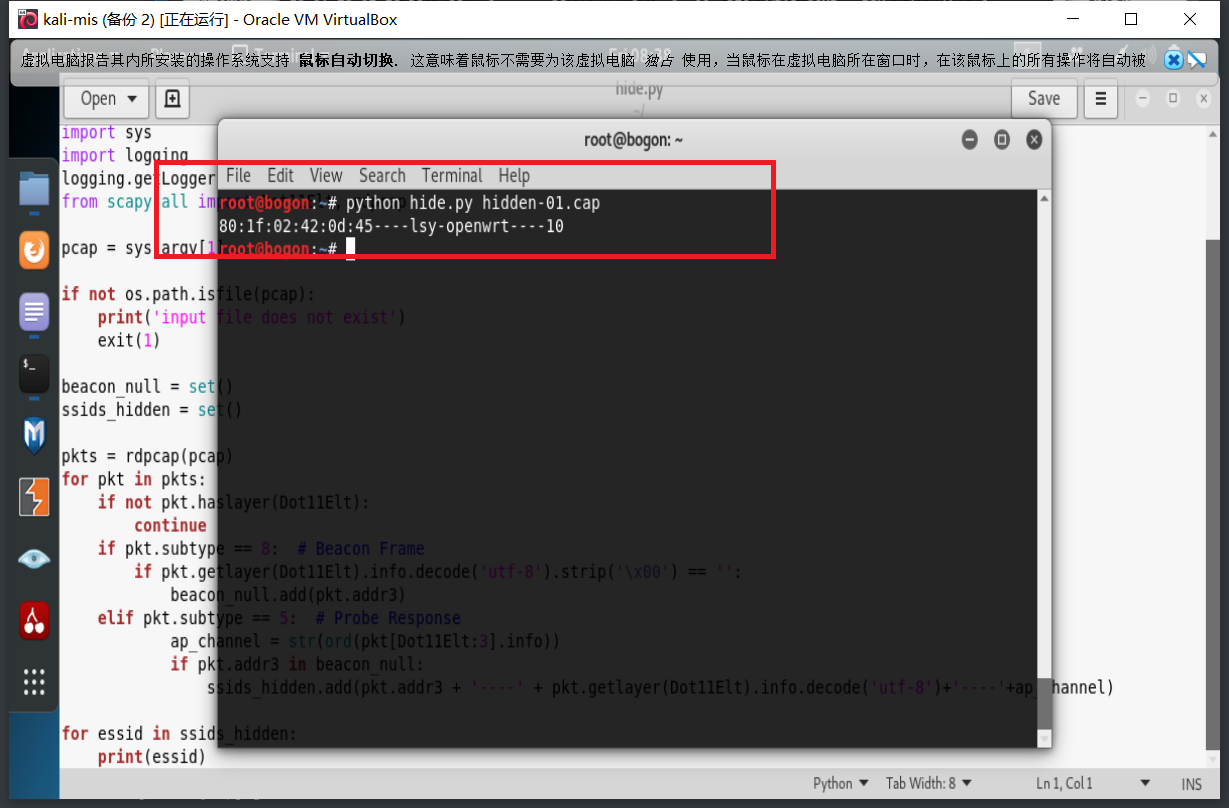 kali-mis (备份 2) [正在运行] - Oracle VM VirtualBox
虚拟电脑报告其内所安装的操作系统支持 鼠标自动切换. 这意味着鼠标不需要为该虚拟电脑 独占 使用，当鼠标在虚拟电脑所在窗口时，在该鼠标上的所有操作将自动被
hide.py
~/
Open
Save
root@bogon: ~
File Edit View Search Terminal Help
root@bogon:~# python hide.py hidden-01.cap
80:1f:02:42:0d:45----lsy-openwrt----10
root@bogon:~#
import sys
import logging
logging.getLogger
from scapy.all im
pcap = sys.argv[1
if not os.path.isfile(pcap):
print('input file does not exist')
exit(1)
beacon_null = set()
ssids_hidden = set()
pkts = rdpcap(pcap)
for pkt in pkts:
if not pkt.haslayer(Dot11Elt):
continue
if pkt.subtype == 8:  # Beacon Frame
if pkt.getlayer(Dot11Elt).info.decode('utf-8').strip('\x00') == '':
beacon_null.add(pkt.addr3)
elif pkt.subtype == 5:  # Probe Response
ap_channel = str(ord(pkt[Dot11Elt:3].info))
if pkt.addr3 in beacon_null:
ssids_hidden.add(pkt.addr3 + '----' + pkt.getlayer(Dot11Elt).info.decode('utf-8')+'----'+ap_channel)
for essid in ssids_hidden:
print(essid)
Python Tab Width: 8 Ln 1, Col 1 INS